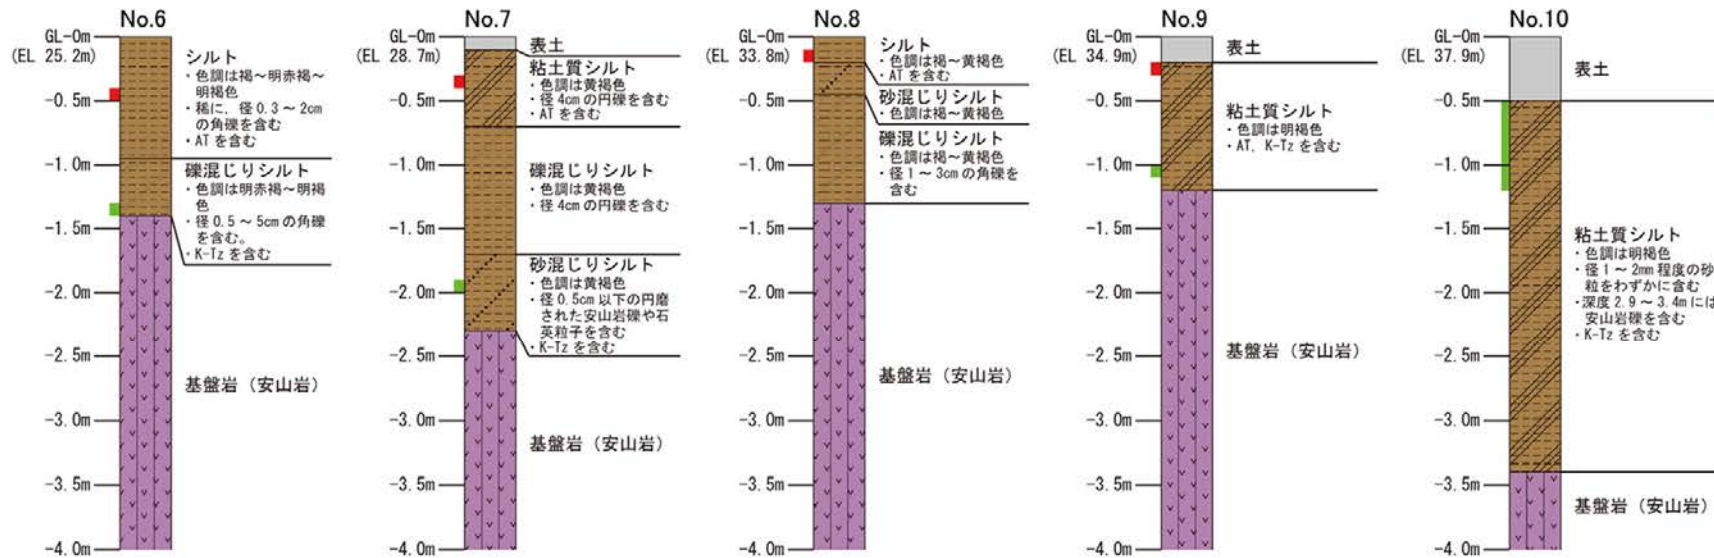 No.6
GL-0m
(EL 25.2m)
-0.5m
-1.0m
-1.5m
-2.0m
-2.5m
-3.0m
-3.5m
-4.0m
シルト
・色調は褐～明赤褐～
明褐色
・稀に、径0.3～2cm
の角礫を含む
・ATを含む
礫混じりシルト
・色調は明赤褐～明褐
色
・径0.5～5cmの角礫
を含む。
・K-Tzを含む
基盤岩（安山岩）
No.7
GL-0m
(EL 28.7m)
-0.5m
-1.0m
-1.5m
-2.0m
-2.5m
-3.0m
-3.5m
-4.0m
表土
粘土質シルト
・色調は黄褐色
・径4cmの円礫を含む
・ATを含む
礫混じりシルト
・色調は黄褐色
・径4cmの円礫を含む
砂混じりシルト
・色調は黄褐色
・径0.5cm以下の円磨
された安山岩礫や石
英粒子を含む
・K-Tzを含む
基盤岩（安山岩）
No.8
GL-0m
(EL 33.8m)
-0.5m
-1.0m
-1.5m
-2.0m
-2.5m
-3.0m
-3.5m
-4.0m
シルト
・色調は褐～黄褐色
・ATを含む
砂混じりシルト
・色調は褐～黄褐色
礫混じりシルト
・色調は褐～黄褐色
・径1～3cmの角礫を
含む
基盤岩（安山岩）
No.9
GL-0m
(EL 34.9m)
-0.5m
-1.0m
-1.5m
-2.0m
-2.5m
-3.0m
-3.5m
-4.0m
表土
粘土質シルト
・色調は明褐色
・AT、K-Tzを含む
基盤岩（安山岩）
No.10
GL-0m
(EL 37.9m)
-0.5m
-1.0m
-1.5m
-2.0m
-2.5m
-3.0m
-3.5m
-4.0m
表土
粘土質シルト
・色調は明褐色
・径1～2mm程度の砂
粒をわずかに含む
・深度2.9～3.4mには
安山岩礫を含む
・K-Tzを含む
基盤岩（安山岩）